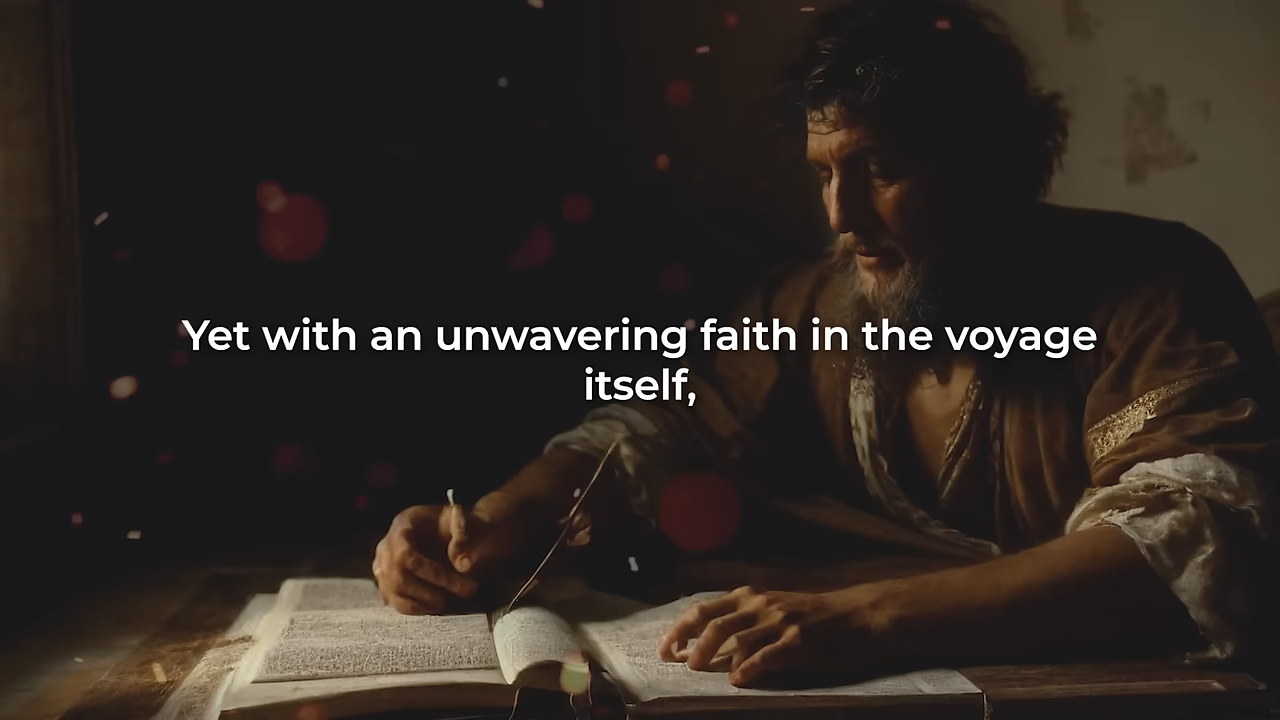 Yet with an unwavering faith in the voyage
itself,